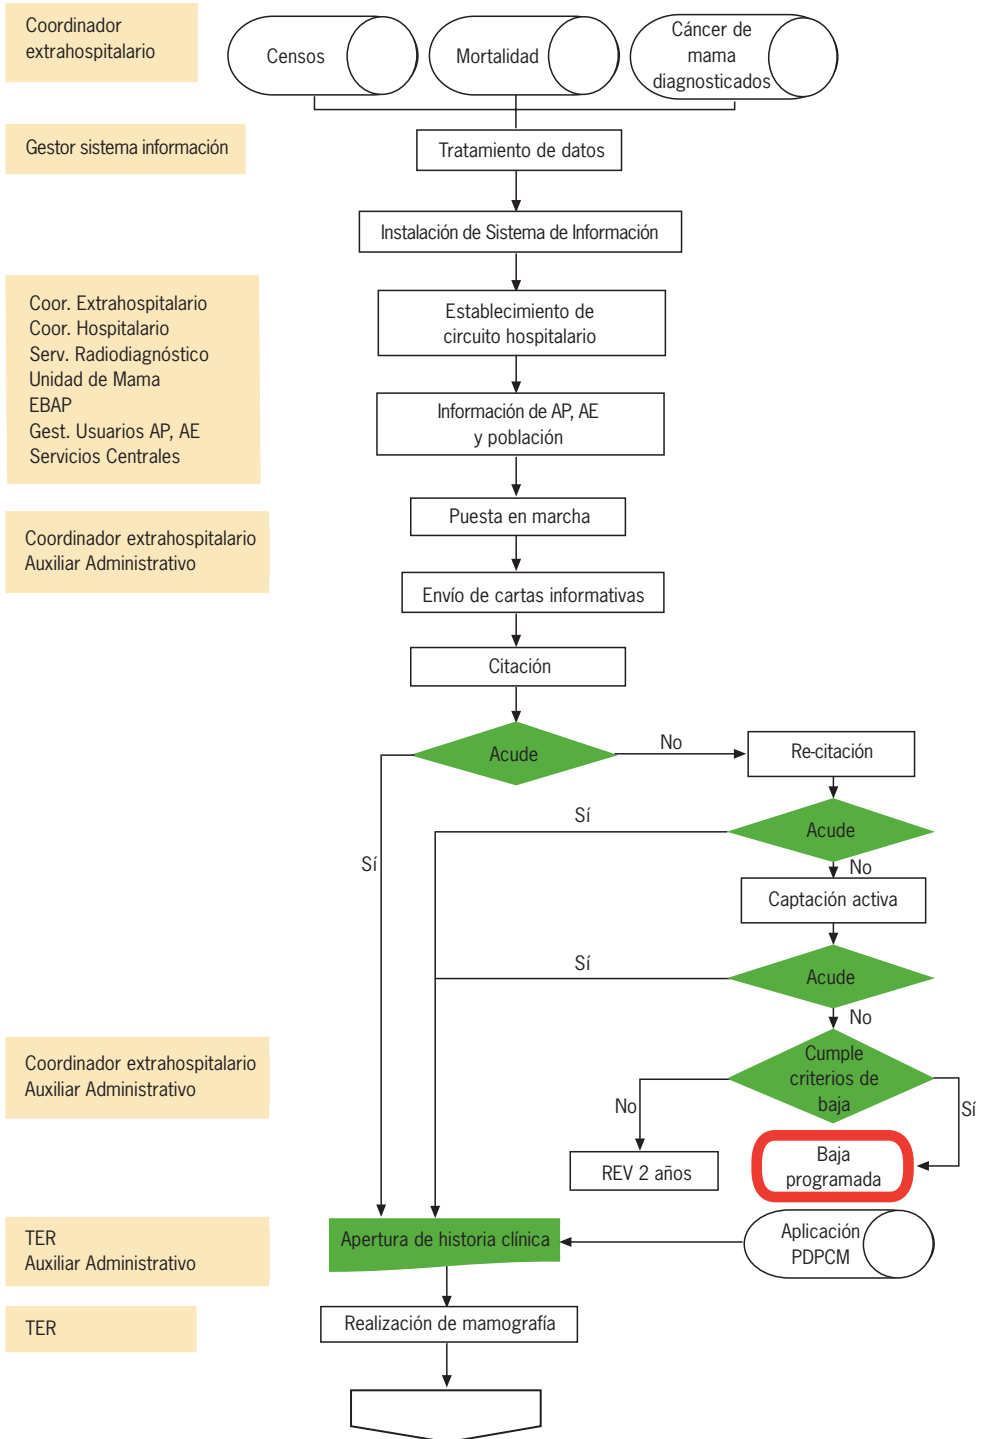 Coordinador
extrahospitalario
Censos
Mortalidad
Cáncer de
mama
diagnosticados
Gestor sistema información
Tratamiento de datos
Instalación de Sistema de Información
Coor. Extrahospitalario
Coor. Hospitalario
Serv. Radiodiagnóstico
Unidad de Mama
EBAP
Gest. Usuarios AP, AE
Servicios Centrales
Establecimiento de
circuito hospitalario
Información de AP, AE
y población
Puesta en marcha
Coordinador extrahospitalario
Auxiliar Administrativo
Envío de cartas informativas
Citación
Acude
No
Re-citación
Sí
Acude
Sí
No
Captación activa
Sí
Acude
No
Coordinador extrahospitalario
Auxiliar Administrativo
Cumple
criterios de
baja
No
Sí
REV 2 años
Baja
programada
TER
Auxiliar Administrativo
Apertura de historia clínica
Aplicación
PDPCM
TER
Realización de mamografía